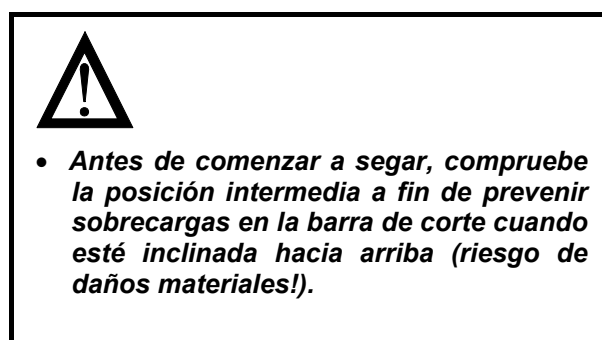 • Antes de comenzar a segar, compruebe
la posición intermedia a fin de prevenir
sobrecargas en la barra de corte cuando
esté inclinada hacia arriba (riesgo de
daños materiales!).